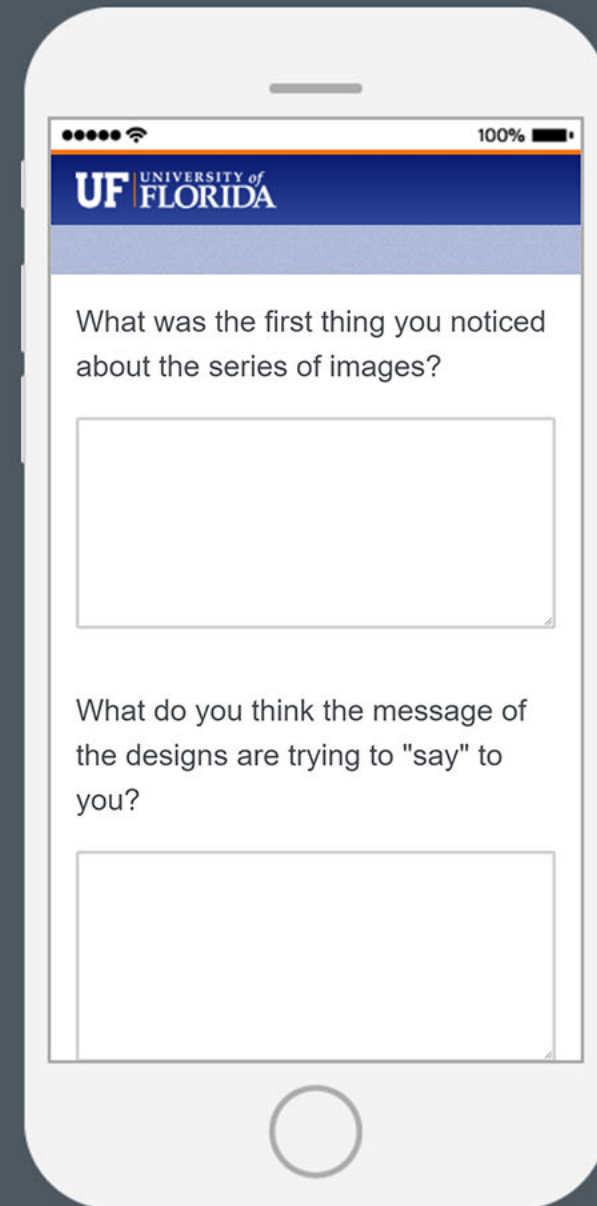 100%
UF UNIVERSITY of
FLORIDA
What was the first thing you noticed
about the series of images?
What do you think the message of
the designs are trying to "say" to
you?